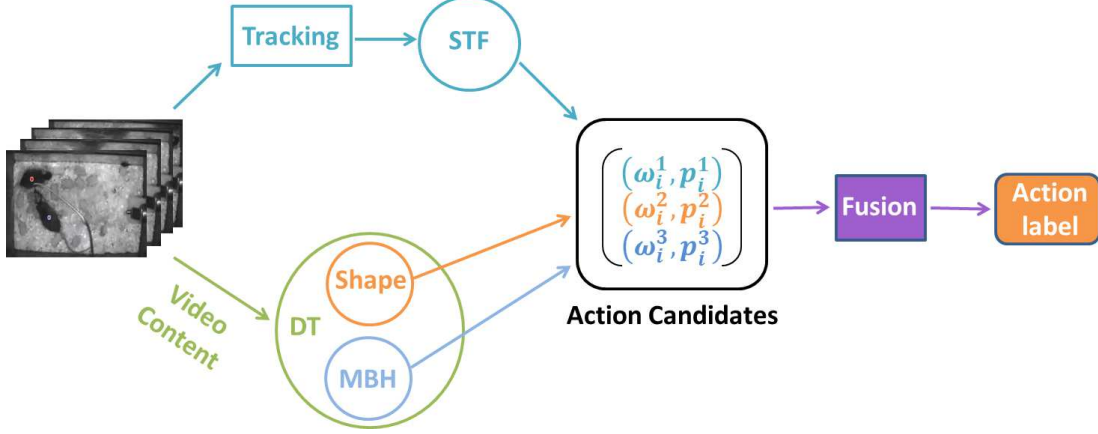 Tracking
STF
(ω_i^1, p_i^1)
(ω_i^2, p_i^2)
(ω_i^3, p_i^3)
Fusion
Action
label
Action Candidates
Shape
DT
MBH
Video
Content